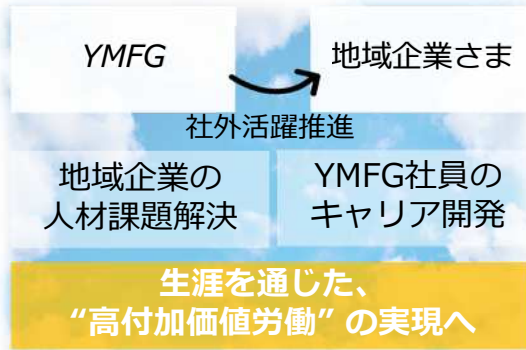 YMFG
地域企業さま
社外活躍推進
地域企業の
人材課題解決
YMFG社員の
キャリア開発
生涯を通じた、
“高付加価値労働”の実現へ